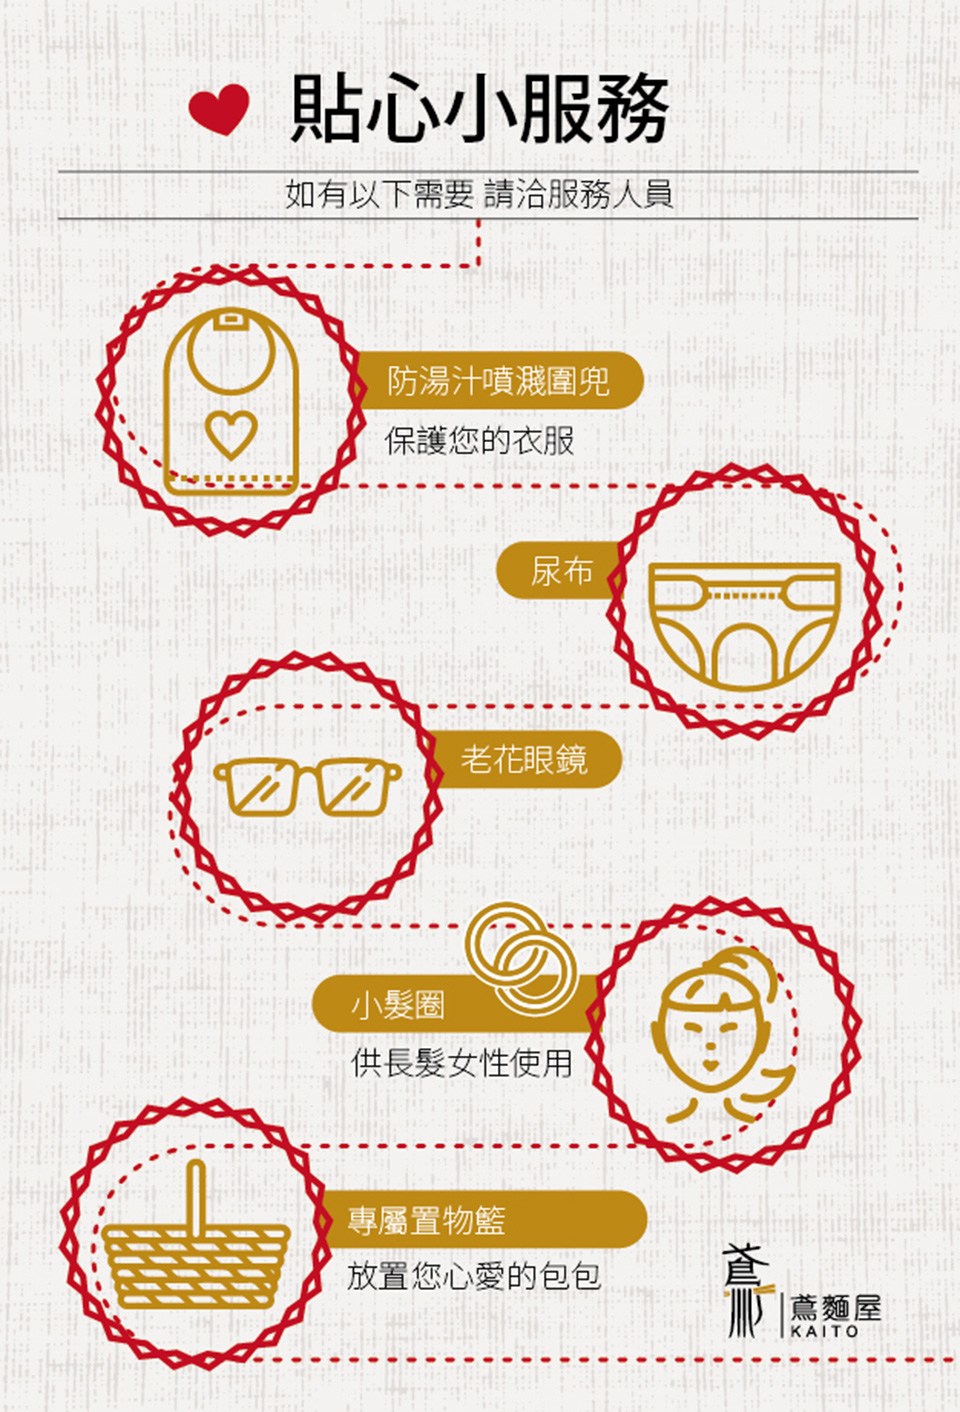 貼心小服務
如有以下需要 請洽服務人員
防湯汁噴濺圍兜
保護您的衣服
尿布
老花眼鏡
小髮圈
供長髮女性使用
專屬置物籃
放置您心愛的包包
鳶
鳶麵屋
KAITO